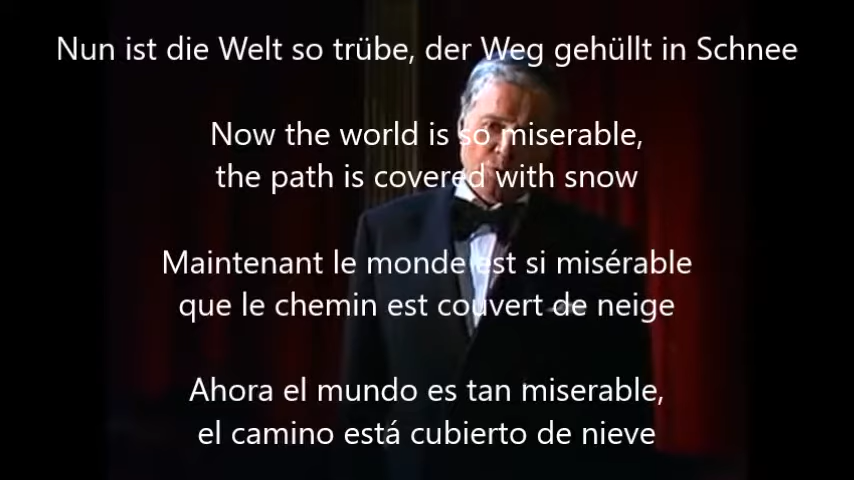 Nun ist die Welt so trübe, der Weg gehüllt in Schnee
Now the world is so miserable,
the path is covered with snow
Maintenant le monde est si misérable
que le chemin est couvert de neige
Ahora el mundo es tan miserable,
el camino está cubierto de nieve